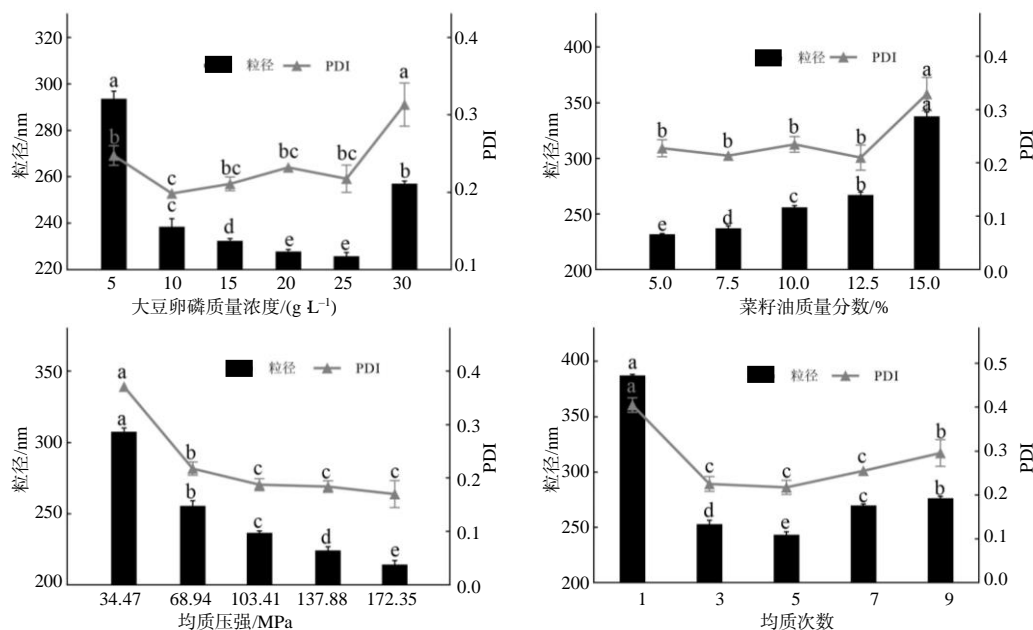 粒径 PDI
粒径/nm
330
320
300
280
260
240
220
a b
c c
bc d
bc e
bc e
a b
0.4
0.3
0.2
0.1
PDI
5 10 15 20 25 30
大豆卵磷质量浓度/(g·L⁻¹)
粒径 PDI
粒径/nm
400
350
300
250
200
b e
b d
b c
b b
a a
0.4
0.3
0.2
0.1
0.0
PDI
5.0 7.5 10.0 12.5 15.0
菜籽油质量分数/%
粒径 PDI
粒径/nm
350
300
250
200
a a
b b
c c
c d
c e
0.4
0.3
0.2
0.1
0.0
PDI
34.47 68.94 103.41 137.88 172.35
均质压强/MPa
粒径 PDI
粒径/nm
400
350
300
250
200
a a
c d
c e
c c
b b
0.5
0.4
0.3
0.2
0.1
0.0
PDI
1 3 5 7 9
均质次数